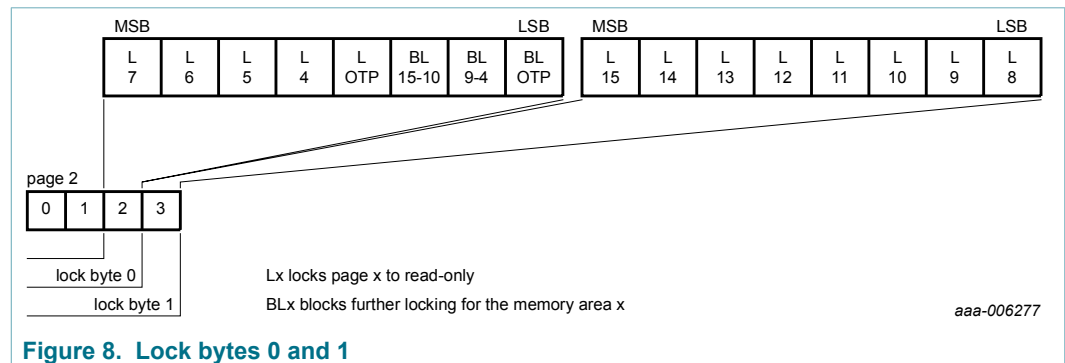 MSB LSB MSB LSB
L 7 L 6 L 5 L 4 L OTP BL 15-10 BL 9-4 BL OTP L 15 L 14 L 13 L 12 L 11 L 10 L 9 L 8
page 2
0 1 2 3
lock byte 0
Lx locks page x to read-only
lock byte 1
BLx blocks further locking for the memory area x
aaa-006277
Figure 8. Lock bytes 0 and 1